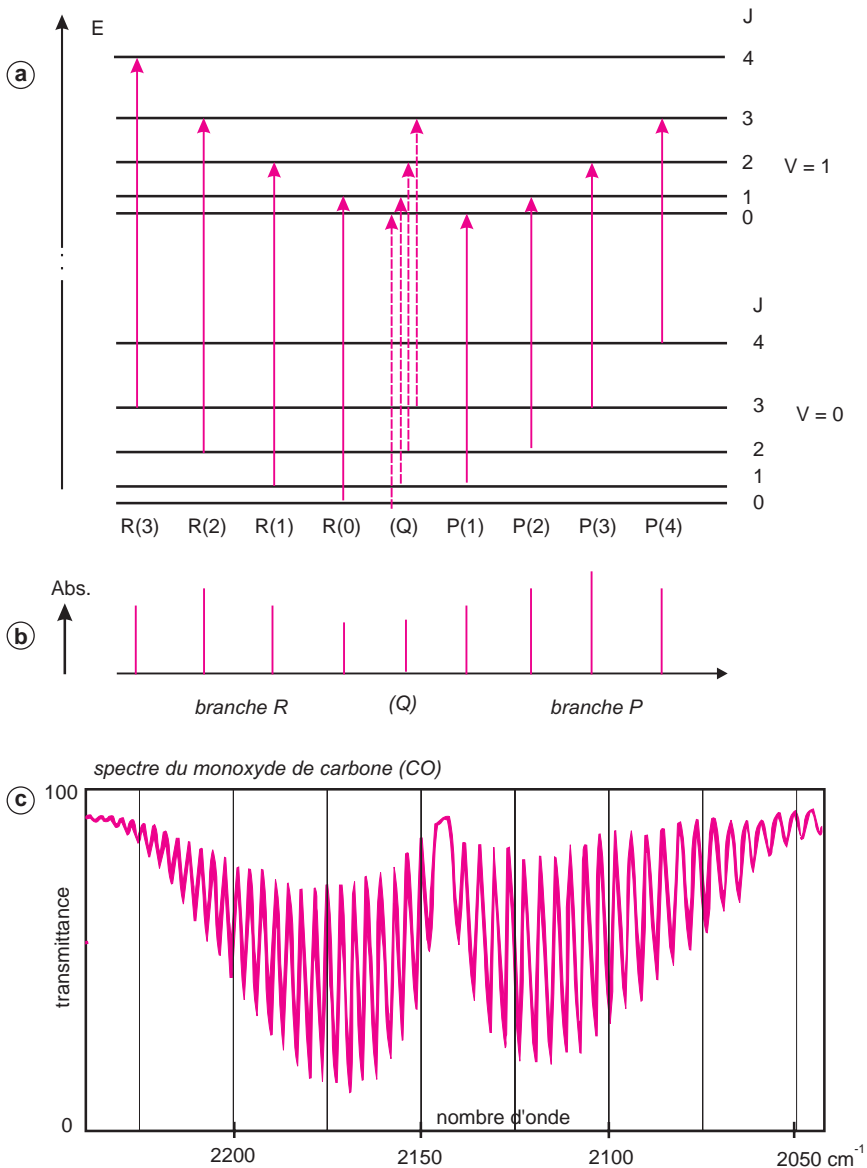 E
J
a
4
3
2
V = 1
1
0
J
4
3
V = 0
2
1
0
R(3) R(2) R(1) R(0) (Q) P(1) P(2) P(3) P(4)
Abs.
b
branche R (Q) branche P
spectre du monoxyde de carbone (CO)
c
100
transmittance
0
nombre d'onde
2200 2150 2100 2050 cm-1